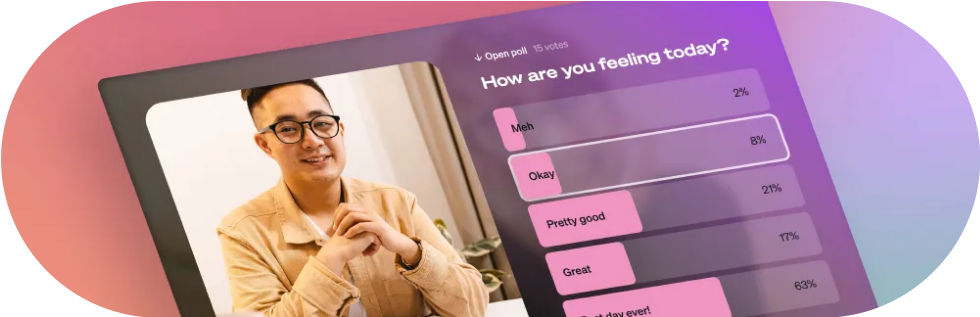 ↓ Open poll 15 votes
How are you feeling today?
Meh 2%
Okay 8%
Pretty good 21%
Great 17%
day ever! 63%